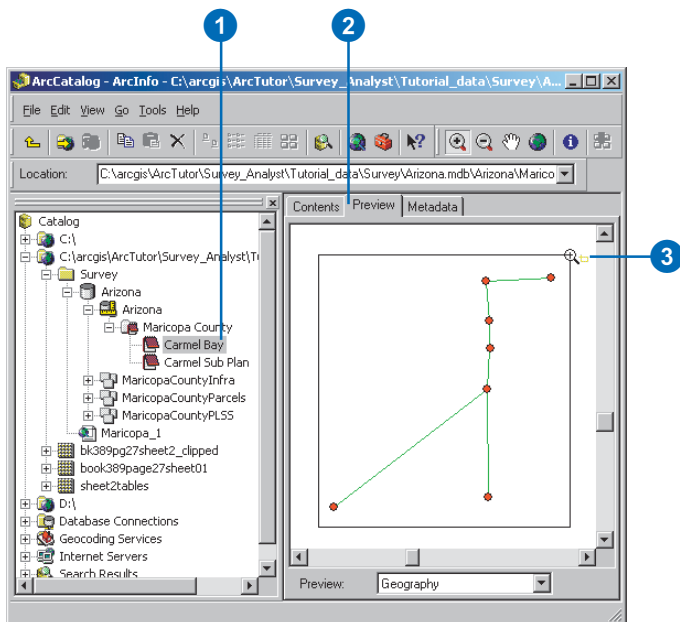 1
2
ArcCatalog - ArcInfo - C:\arcgis\ArcTutor\Survey_Analyst\Tutorial_data\Survey\A...
File Edit View Go Tools Help
Location: C:\arcgis\ArcTutor\Survey_Analyst\Tutorial_data\Survey\Arizona.mdb\Arizona\Marico
Contents Preview Metadata
3
Catalog
C:\
C:\arcgis\ArcTutor\Survey_Analyst\T
Survey
Arizona
Arizona
Maricopa County
Carmel Bay
Carmel Sub Plan
MaricopaCountyInfra
MaricopaCountyParcels
MaricopaCountyPLSS
Maricopa_1
bk389pg27sheet2_clipped
book389page27sheet01
sheet2tables
D:\
Database Connections
Geocoding Services
Internet Servers
Search Results
Preview: Geography